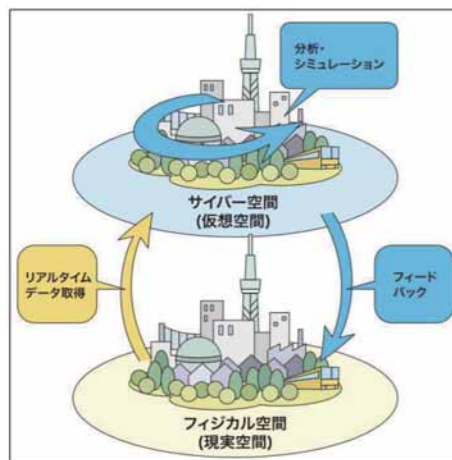 分析・
シミュレーション
サイバー空間
(仮想空間)
リアルタイム
データ取得
フィード
バック
フィジカル空間
(現実空間)